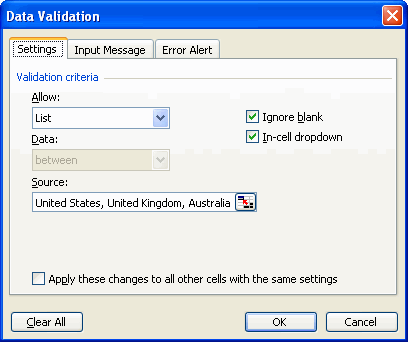 Data Validation
Settings Input Message Error Alert
Validation criteria
Allow:
List
Ignore blank
Data:
In-cell dropdown
between
Source:
United States, United Kingdom, Australia
Apply these changes to all other cells with the same settings
Clear All OK Cancel